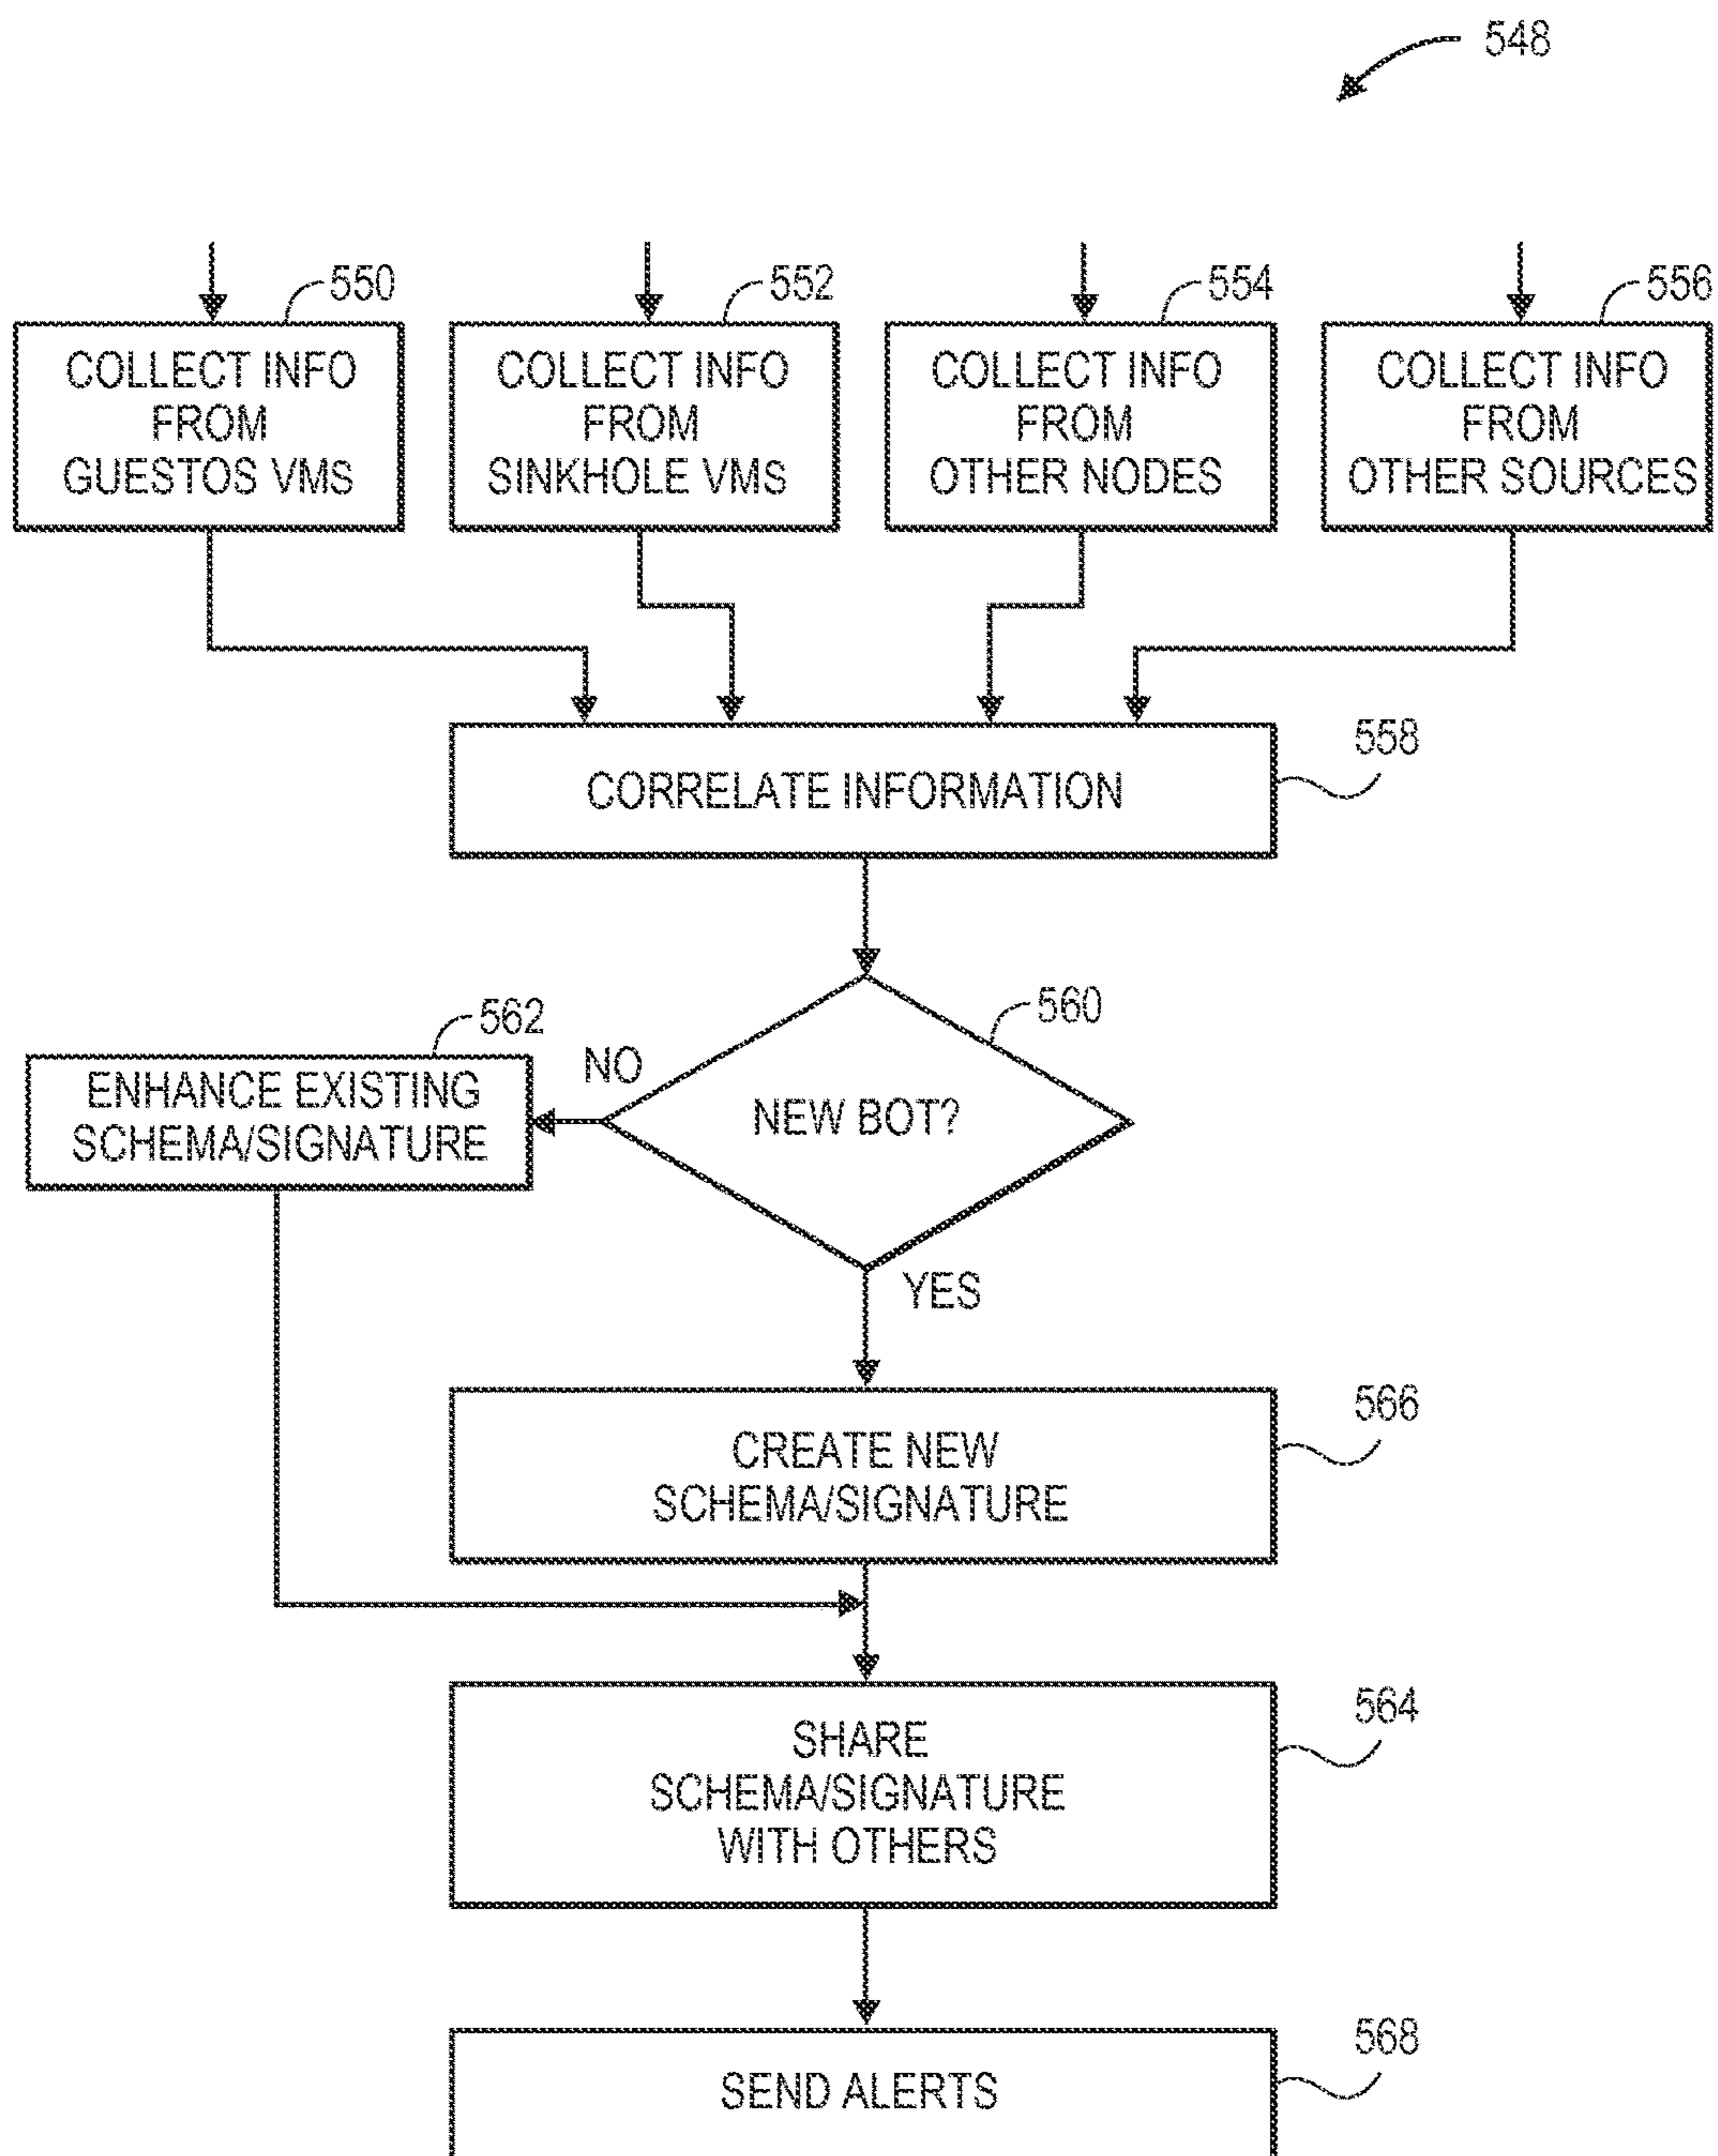 548
550
552
554
556
COLLECT INFO
FROM
GUESTOS VMs
COLLECT INFO
FROM
SINKHOLE VMs
COLLECT INFO
FROM
OTHER NODES
COLLECT INFO
FROM
OTHER SOURCES
558
CORRELATE INFORMATION
560
562
NO
NEW BOT?
ENHANCE EXISTING
SCHEMA/SIGNATURE
YES
566
CREATE NEW
SCHEMA/SIGNATURE
564
SHARE
SCHEMA/SIGNATURE
WITH OTHERS
568
SEND ALERTS